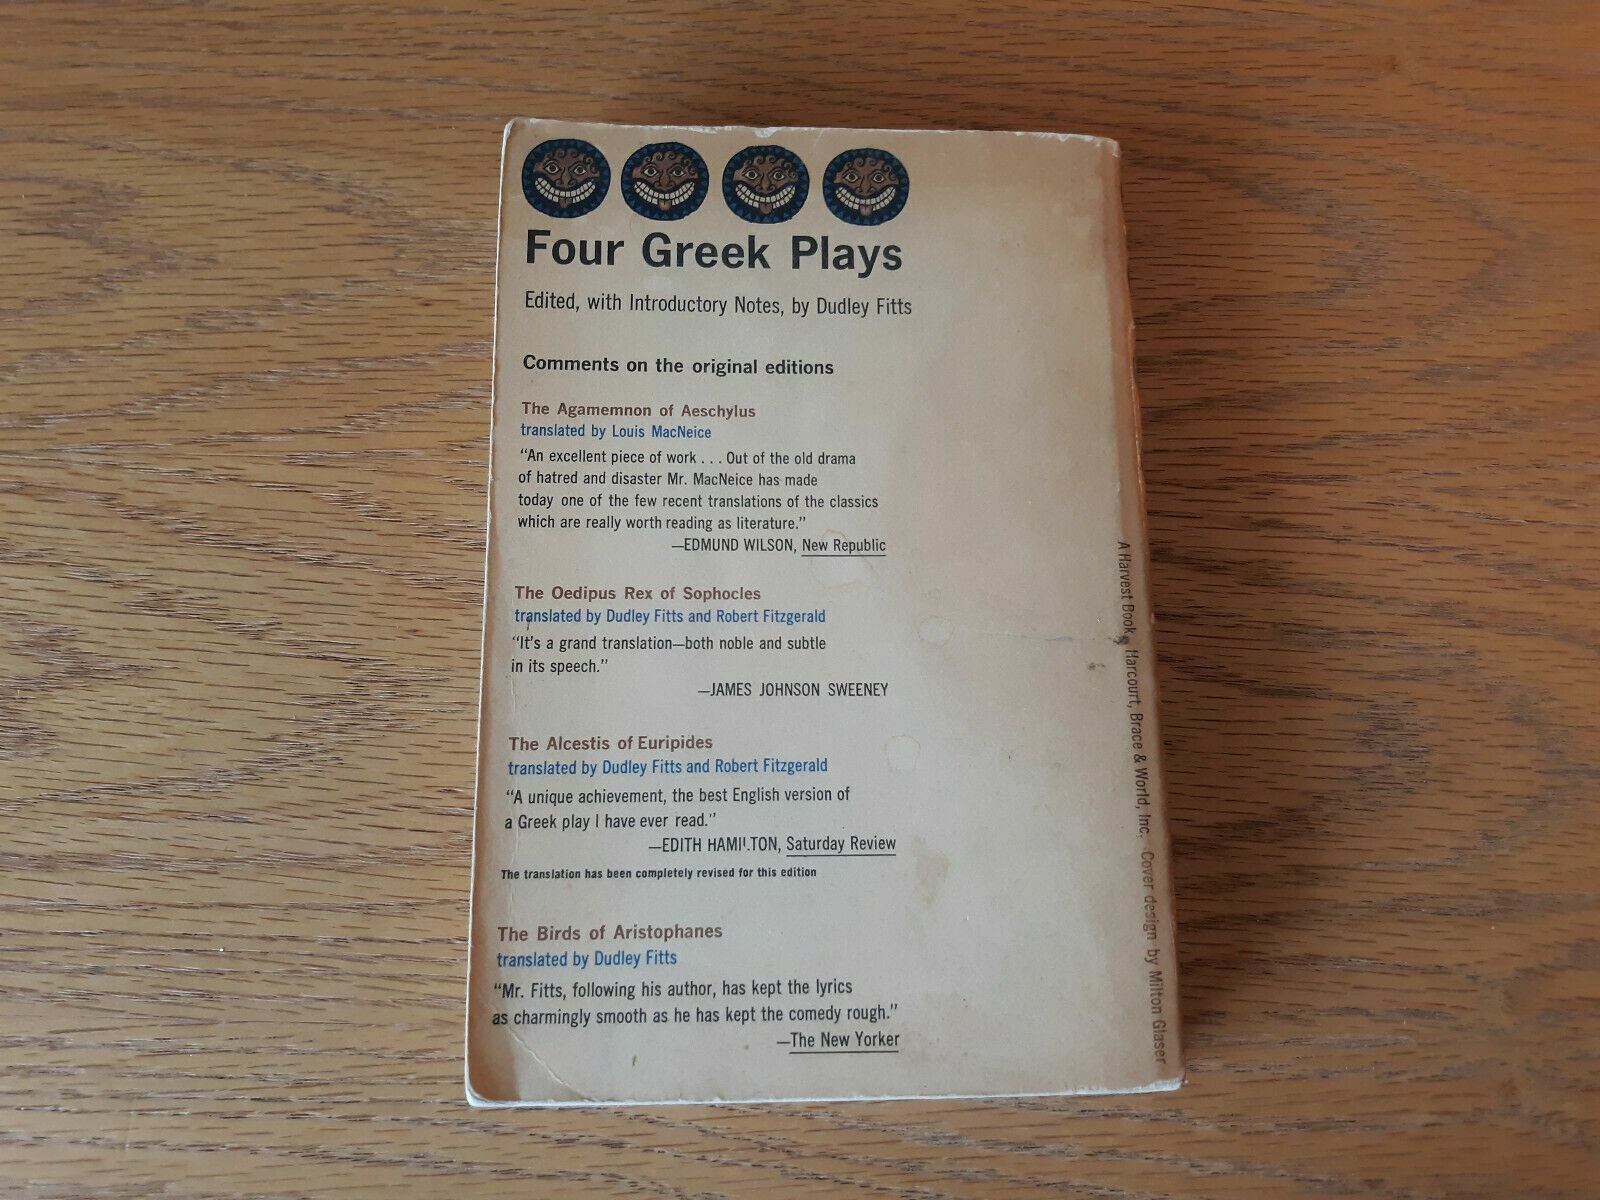 Four Greek Plays
Edited, with Introductory Notes, by Dudley Fitts
Comments on the original editions
The Agamemnon of Aeschylus
translated by Louis MacNeice
“An excellent piece of work . . . Out of the old drama
of hatred and disaster Mr. MacNeice has made
today one of the few recent translations of the classics
which are really worth reading as literature.”
—EDMUND WILSON, New Republic
The Oedipus Rex of Sophocles
translated by Dudley Fitts and Robert Fitzgerald
“It’s a grand translation—both noble and subtle
in its speech.”
—JAMES JOHNSON SWEENEY
The Alcestis of Euripides
translated by Dudley Fitts and Robert Fitzgerald
“A unique achievement, the best English version of
a Greek play I have ever read.”
—EDITH HAMILTON, Saturday Review
The translation has been completely revised for this edition
The Birds of Aristophanes
translated by Dudley Fitts
“Mr. Fitts, following his author, has kept the lyrics
as charmingly smooth as he has kept the comedy rough.”
—The New Yorker
A Harvest Book, Harcourt, Brace & World, Inc. Cover design by Milton Glaser